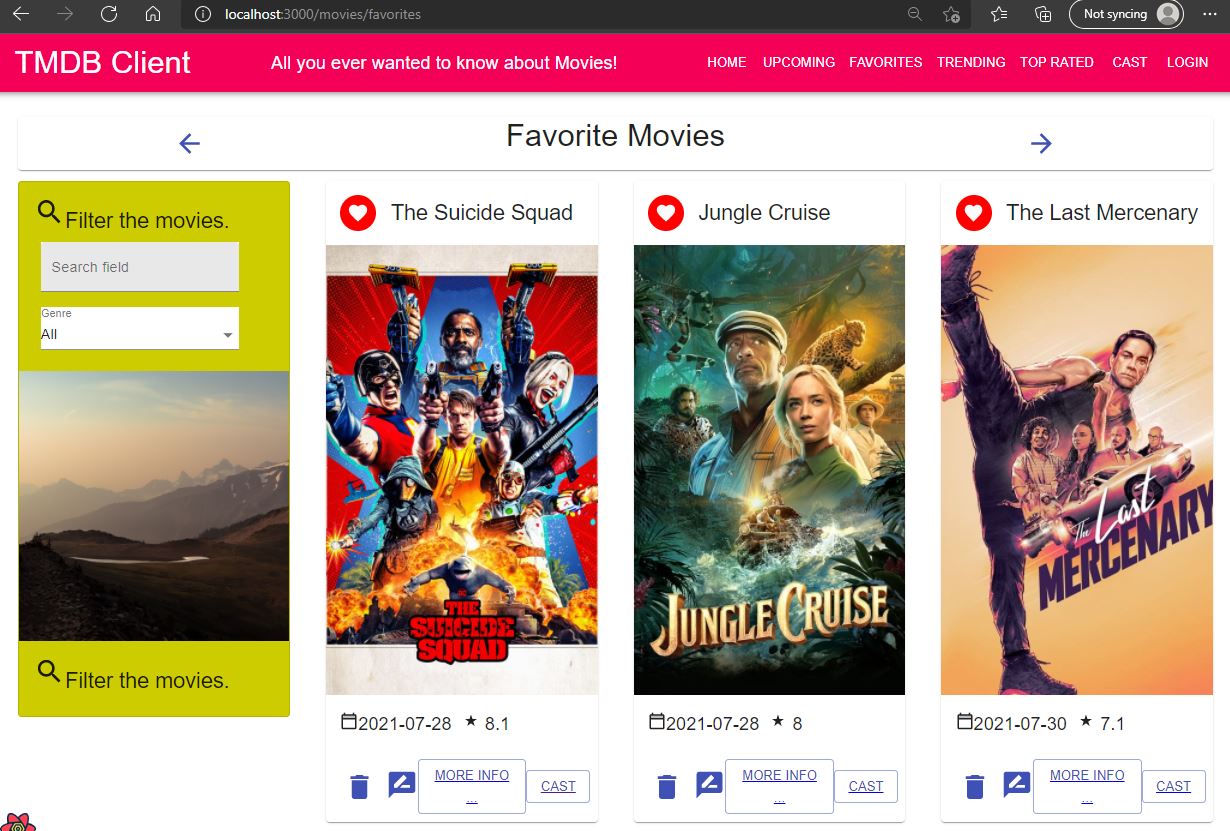 localhost:3000/movies/favorites
Not syncing
TMDB Client
All you ever wanted to know about Movies!
HOME UPCOMING FAVORITES TRENDING TOP RATED CAST LOGIN
Favorite Movies
Filter the movies.
Search field
Genre
All
Filter the movies.
The Suicide Squad
THE
SUICIDE
SQUAD
2021-07-28 ★ 8.1
MORE INFO
...
CAST
Jungle Cruise
JUNGLE CRUISE
2021-07-28 ★ 8
MORE INFO
...
CAST
The Last Mercenary
The Last
MERCENARY
2021-07-30 ★ 7.1
MORE INFO
...
CAST